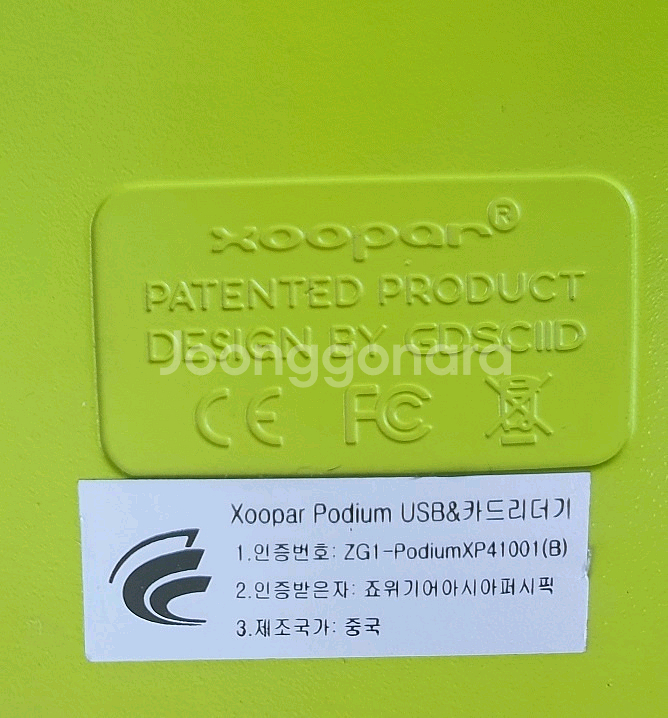 xoopar®
PATENTED PRODUCT
DESIGN BY GDSCIID
Joonggonara
CE FC
Xoopar Podium USB&카드리더기
1.인증번호: ZG1-PodiumXP41001(B)
2.인증받은자: 죠위기어아시아퍼시픽
3.제조국가: 중국